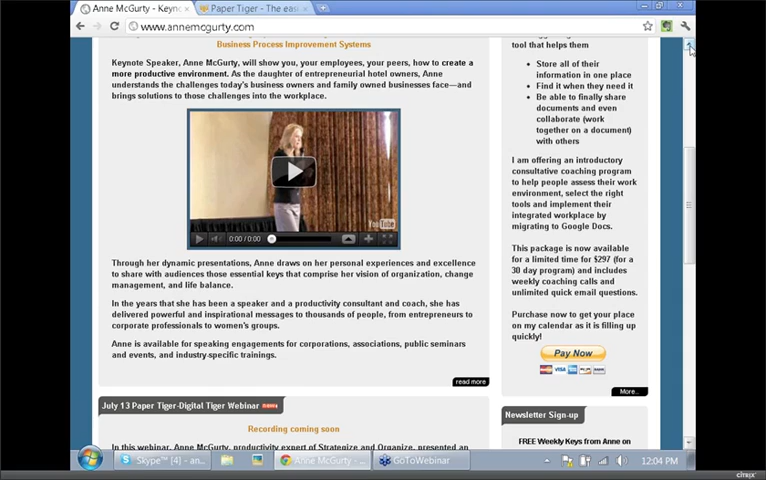 Anne McGurty - Keyno
Paper Tiger - The easi
www.annemcgurty.com
Business Process Improvement Systems
Keynote Speaker, Anne McGurty, will show you, your employees, your peers, how to create a
more productive environment. As the daughter of entrepreneurial hotel owners, Anne
understands the challenges today's business owners and family owned businesses face—and
brings solutions to those challenges into the workplace.
You Tube
0:00 / 0:00
Through her dynamic presentations, Anne draws on her personal experiences and excellence
to share with audiences those essential keys that comprise her vision of organization, change
management, and life balance.
In the years that she has been a speaker and a productivity consultant and coach, she has
delivered powerful and inspirational messages to thousands of people, from entrepreneurs to
corporate professionals to women's groups.
Anne is available for speaking engagements for corporations, associations, public seminars
and events, and industry-specific trainings.
read more
July 13 Paper Tiger-Digital Tiger Webinar
Recording coming soon
In this webinar, Anne McGurty, productivity expert of Strategize and Organize, presented an
tool that helps them
Store all of their
information in one place
Find it when they need it
Be able to finally share
documents and even
collaborate (work
together on a document)
with others
I am offering an introductory
consultative coaching program
to help people assess their work
environment, select the right
tools and implement their
integrated workplace by
migrating to Google Docs.
This package is now available
for a limited time for $297 (for a
30 day program) and includes
weekly coaching calls and
unlimited quick email questions.
Purchase now to get your place
on my calendar as it is filling up
quickly!
Pay Now
VISA
More..
Newsletter Sign-up
FREE Weekly Keys from Anne on
Skype™ [4] - an...
Anne McGurty - ...
GoToWebinar
12:04 PM
citrix